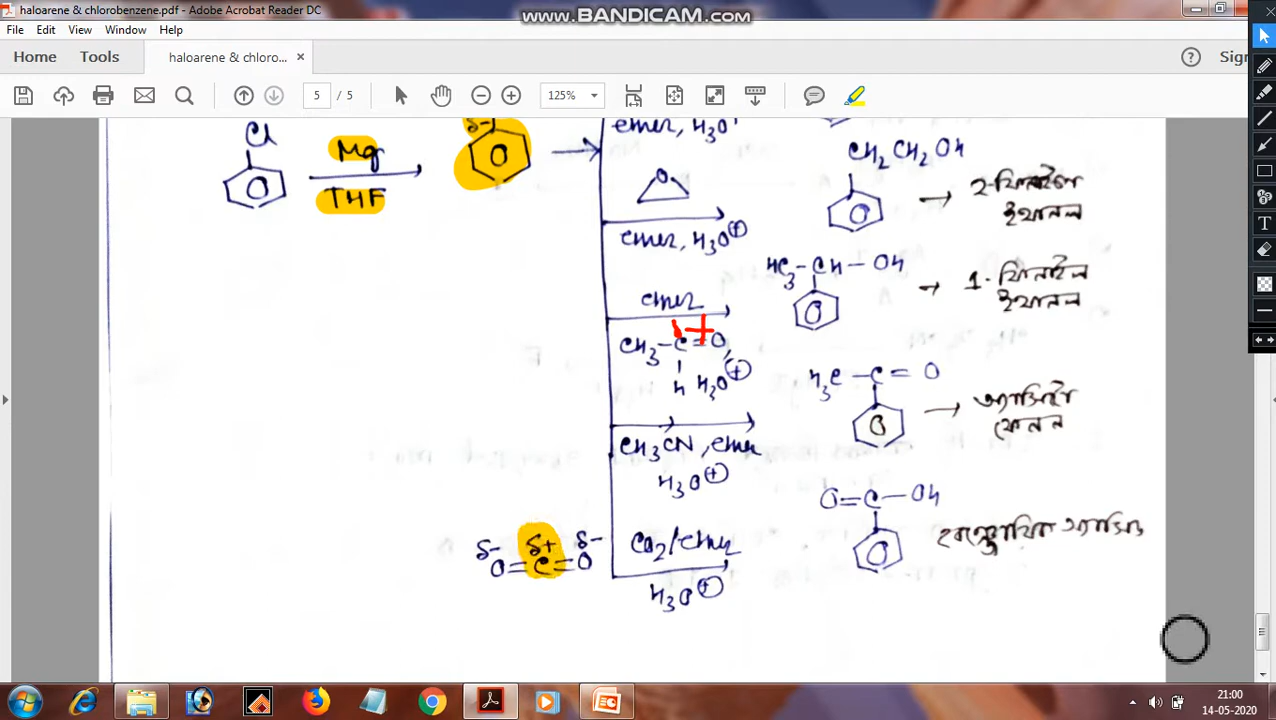 haloarene & chlorobenzene.pdf - Adobe Acrobat Reader DC
www.BANDICAM.com
File Edit View Window Help
Home Tools haloarene & chloro... × Sign
5 / 5 125%
Cl
Mg
THF
δ-
ether, H3O+
CH2CH2OH
2-ফিনাইল
ইথানল
O
ether, H3O⊕
H3C-CH-OH
1-ফিনাইল
ইথানল
ether
CH3-C=O,
H H3O⊕
H3C-C=O
অ্যাসিটো
ফেনন
CH3CN, ether
H3O⊕
O=C-OH
δ- δ+ δ-
O=C=O
CO2/ether
H3O⊕
21:00
14-05-2020